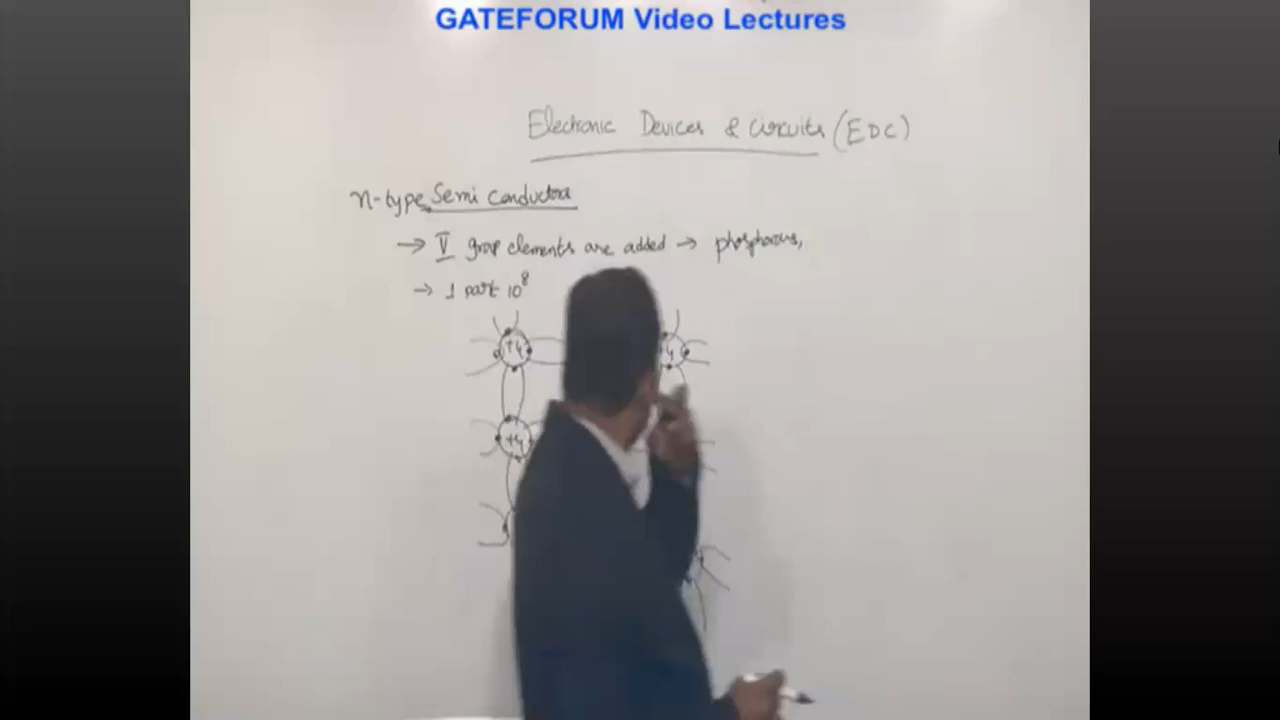 GATEFORUM Video Lectures
Electronic Devices & Circuits (EDC)
n-type Semi Conductor
→ V group elements are added → phosphorous,
→ 1 part 10⁸
+4
4
+4